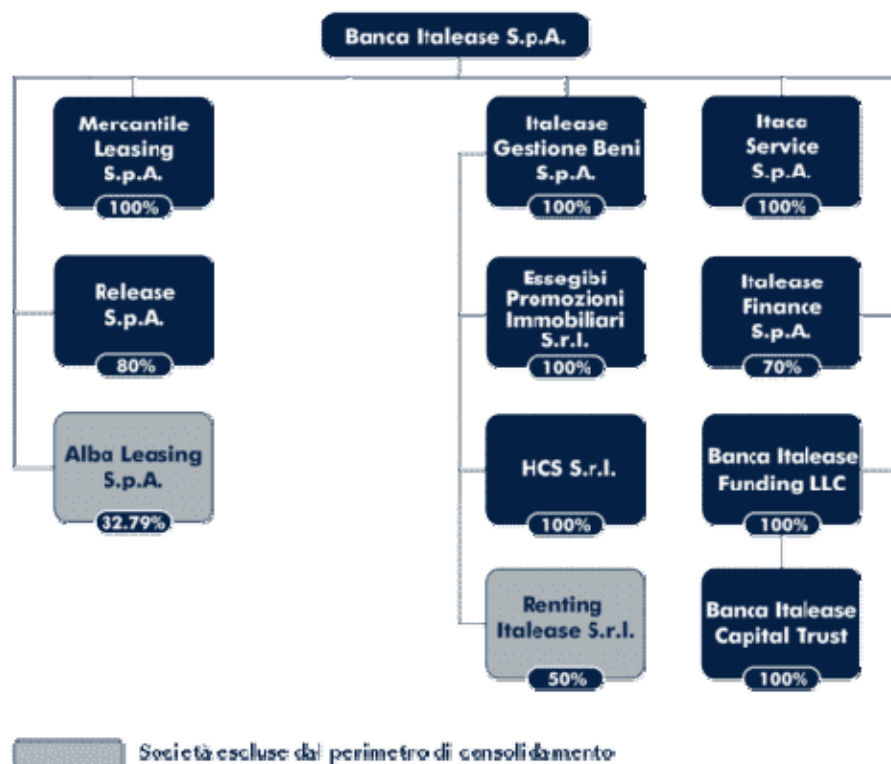 Banca Italease S.p.A.
Mercantile
Leasing
S.p.A.
100%
Release
S.p.A.
80%
Alba Leasing
S.p.A.
32.79%
Italease
Gestione Beni
S.p.A.
100%
Essegibi
Promozioni
Immobiliari
S.r.l.
100%
HCS S.r.l.
100%
Renting
Italease S.r.l.
50%
Itaca
Service
S.p.A.
100%
Italease
Finance
S.p.A.
70%
Banca Italease
Funding LLC
100%
Banca Italease
Capital Trust
100%
Società escluse dal perimetro di consolidamento